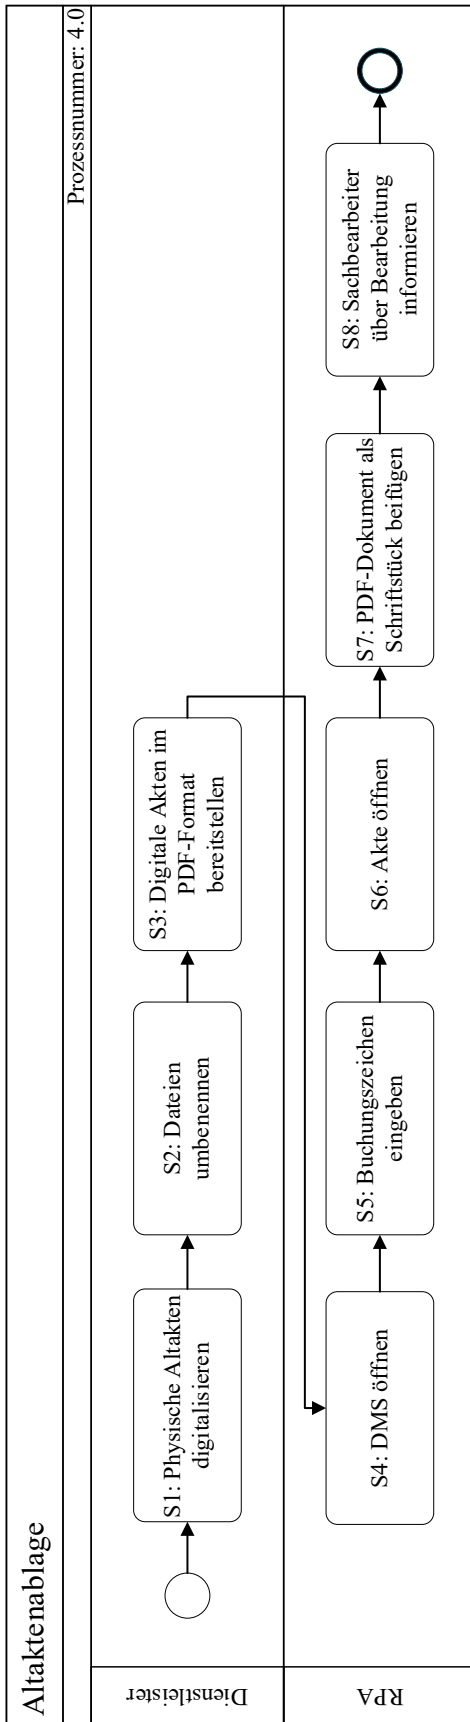 Altaktenablage
Prozessnummer: 4.0
Dienstleister
S1: Physische Altakten
digitalisieren
S2: Dateien
umbenennen
S3: Digitale Akten im
PDF-Format
bereitstellen
RPA
S4: DMS öffnen
S5: Buchungszeichen
eingeben
S6: Akte öffnen
S7: PDF-Dokument als
Schriftstück beifügen
S8: Sachbearbeiter
über Bearbeitung
informieren